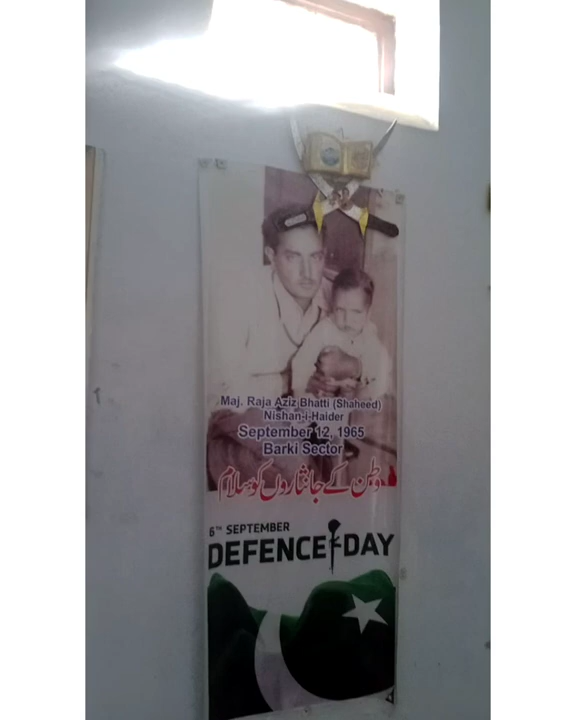 Maj. Raja Aziz Bhatti (Shaheed)
Nishan-i-Haider
September 12, 1965
Barki Sector
وطن کے جانثاروں کو سلام
6TH SEPTEMBER
DEFENCE DAY